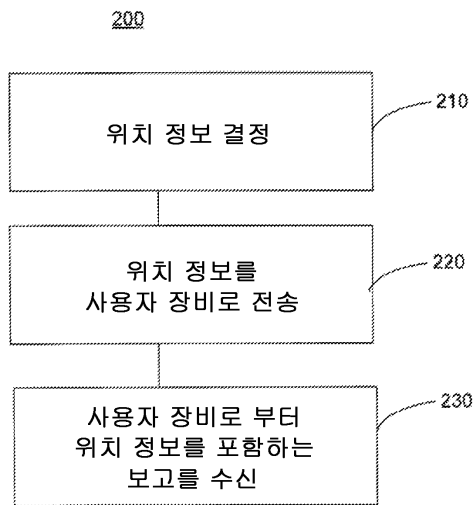 200
위치 정보 결정
210
위치 정보를
사용자 장비로 전송
220
사용자 장비로 부터
위치 정보를 포함하는
보고를 수신
230